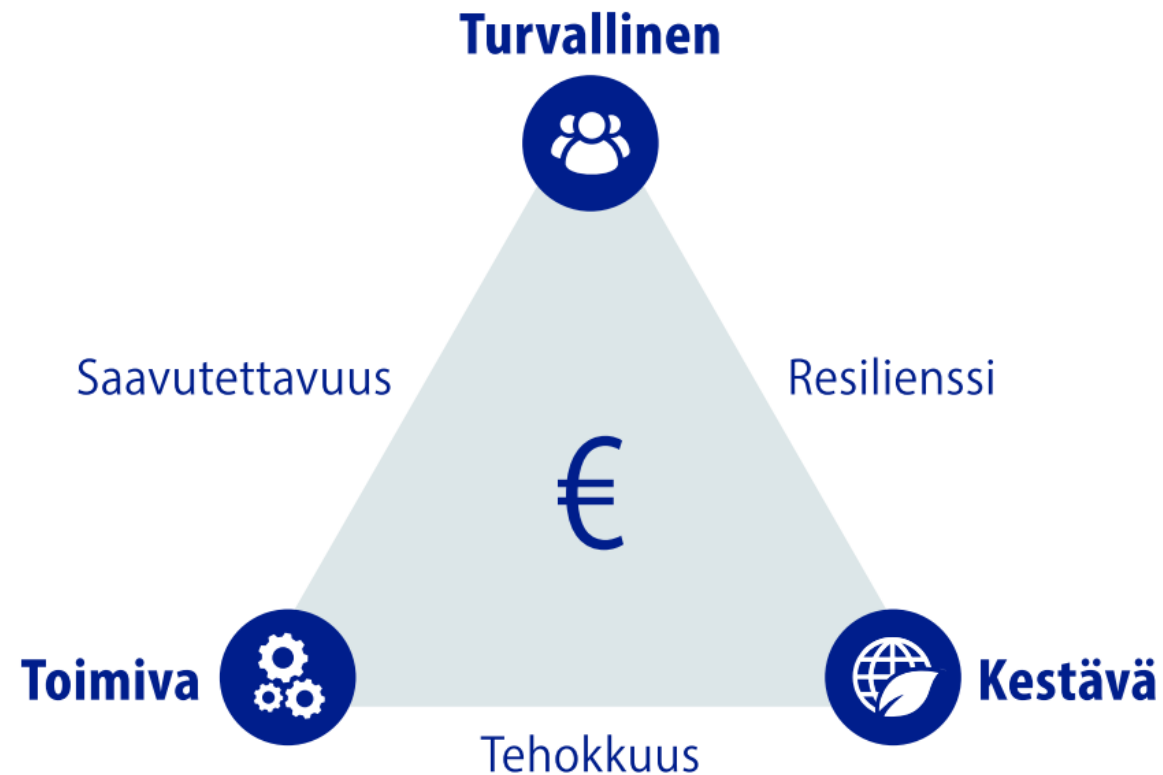 Turvallinen
Saavutettavuus
Resilienssi
€
Toimiva
Kestävä
Tehokkuus